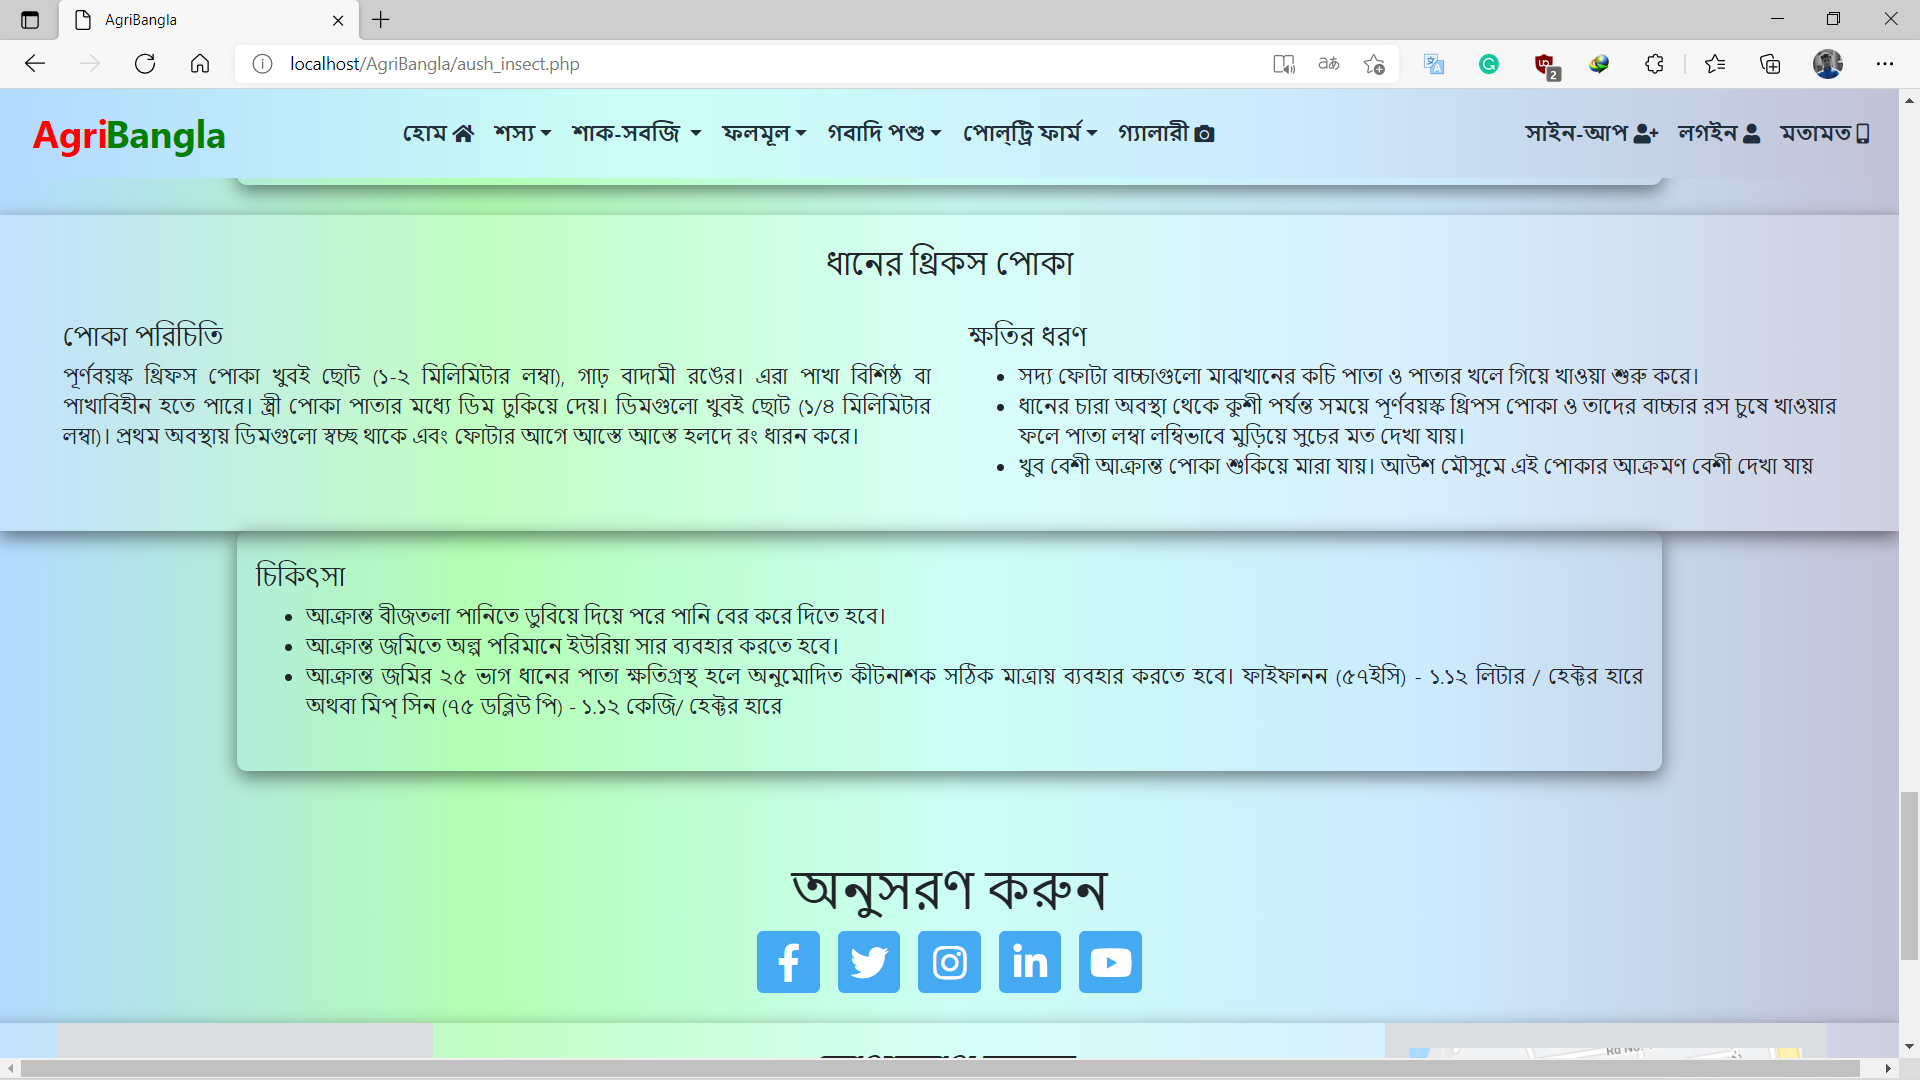 AgriBangla
localhost/AgriBangla/aush_insect.php
2
AgriBangla
হোম
শস্য
শাক-সবজি
ফলমূল
গবাদি পশু
পোল্ট্রি ফার্ম
গ্যালারী
সাইন-আপ
লগইন
মতামত
ধানের থ্রিকস পোকা
পোকা পরিচিতি
পূর্ণবয়স্ক থ্রিফস পোকা খুবই ছোট (১-২ মিলিমিটার লম্বা), গাঢ় বাদামী রঙের। এরা পাখা বিশিষ্ঠ বা
পাখাবিহীন হতে পারে। স্ত্রী পোকা পাতার মধ্যে ডিম ঢুকিয়ে দেয়। ডিমগুলো খুবই ছোট (১/৪ মিলিমিটার
লম্বা)। প্রথম অবস্থায় ডিমগুলো স্বচ্ছ থাকে এবং ফোটার আগে আস্তে আস্তে হলদে রং ধারন করে।
ক্ষতির ধরণ
সদ্য ফোটা বাচ্চাগুলো মাঝখানের কচি পাতা ও পাতার খলে গিয়ে খাওয়া শুরু করে।
ধানের চারা অবস্থা থেকে কুশী পর্যন্ত সময়ে পূর্ণবয়স্ক থ্রিপস পোকা ও তাদের বাচ্চার রস চুষে খাওয়ার
ফলে পাতা লম্বা লম্বিভাবে মুড়িয়ে সুচের মত দেখা যায়।
খুব বেশী আক্রান্ত পোকা শুকিয়ে মারা যায়। আউশ মৌসুমে এই পোকার আক্রমণ বেশী দেখা যায়
চিকিৎসা
আক্রান্ত বীজতলা পানিতে ডুবিয়ে দিয়ে পরে পানি বের করে দিতে হবে।
আক্রান্ত জমিতে অল্প পরিমানে ইউরিয়া সার ব্যবহার করতে হবে।
আক্রান্ত জমির ২৫ ভাগ ধানের পাতা ক্ষতিগ্রস্থ হলে অনুমোদিত কীটনাশক সঠিক মাত্রায় ব্যবহার করতে হবে। ফাইফানন (৫৭ইসি) - ১.১২ লিটার / হেক্টর হারে
অথবা মিপ্ সিন (৭৫ ডব্লিউ পি) - ১.১২ কেজি/ হেক্টর হারে
অনুসরণ করুন